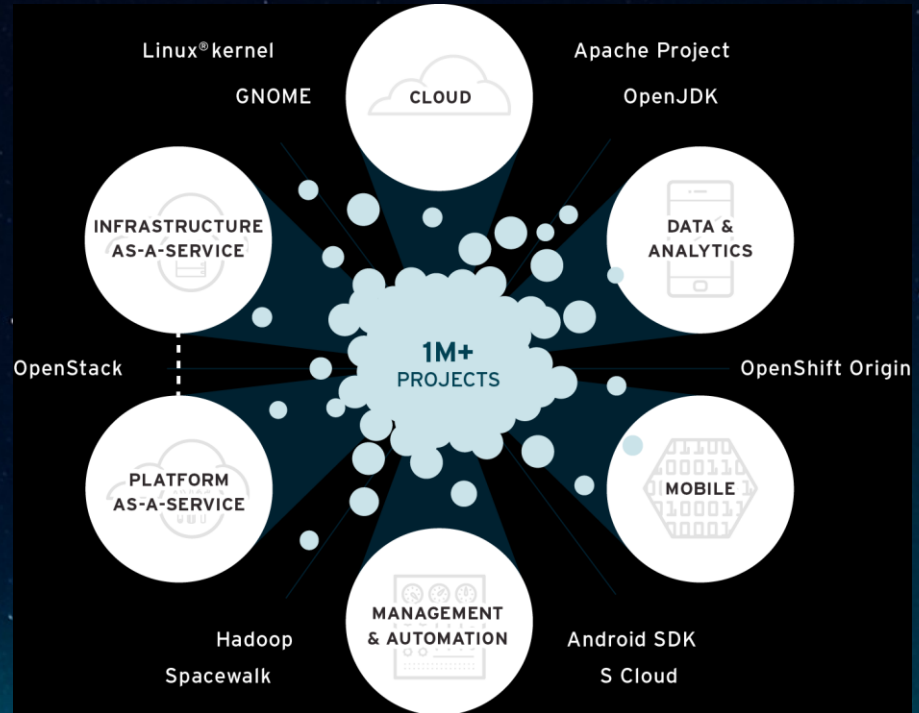 Linux® kernel
GNOME
CLOUD
Apache Project
OpenJDK
INFRASTRUCTURE
AS-A-SERVICE
DATA &
ANALYTICS
1M+
PROJECTS
OpenStack
OpenShift Origin
PLATFORM
AS-A-SERVICE
MOBILE
MANAGEMENT
& AUTOMATION
Hadoop
Spacewalk
Android SDK
S Cloud